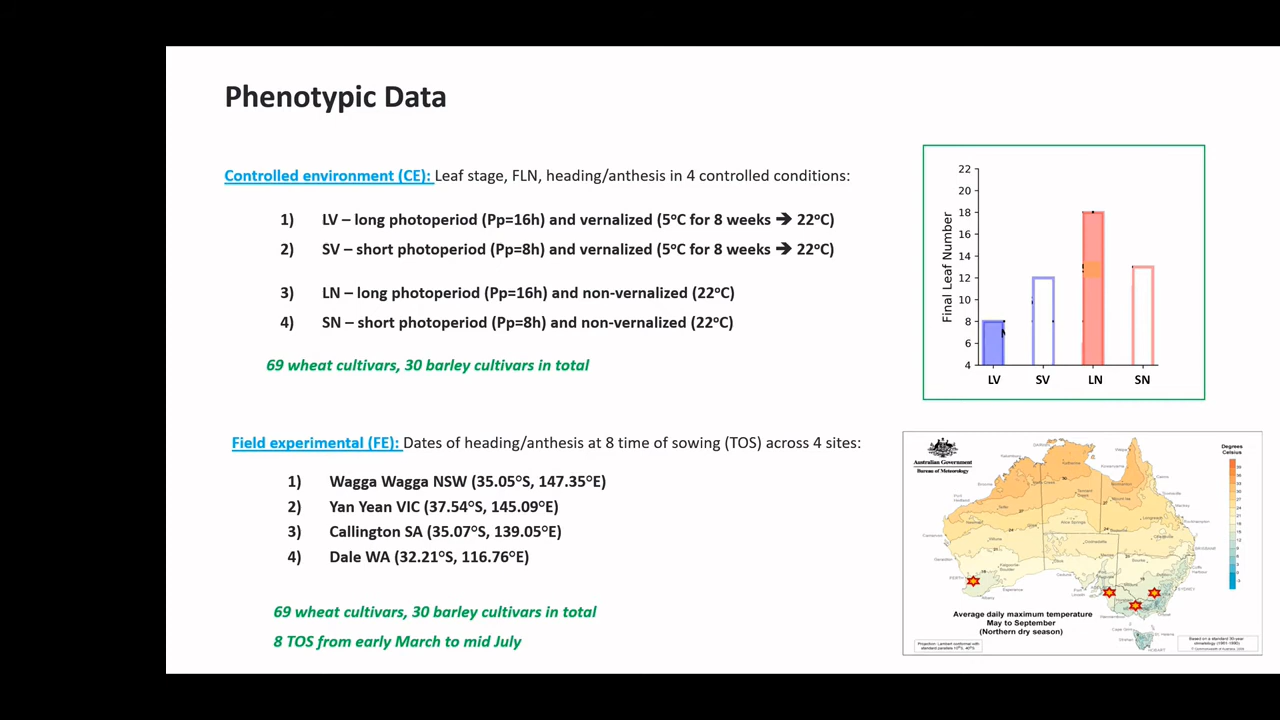 Phenotypic Data
Controlled environment (CE): Leaf stage, FLN, heading/anthesis in 4 controlled conditions:
1) LV – long photoperiod (Pp=16h) and vernalized (5°C for 8 weeks ➔ 22°C)
2) SV – short photoperiod (Pp=8h) and vernalized (5°C for 8 weeks ➔ 22°C)
3) LN – long photoperiod (Pp=16h) and non-vernalized (22°C)
4) SN – short photoperiod (Pp=8h) and non-vernalized (22°C)
69 wheat cultivars, 30 barley cultivars in total
22
20
18
16
14
12
10
8
6
4
Final Leaf Number
LV SV LN SN
Field experimental (FE): Dates of heading/anthesis at 8 time of sowing (TOS) across 4 sites:
1) Wagga Wagga NSW (35.05°S, 147.35°E)
2) Yan Yean VIC (37.54°S, 145.09°E)
3) Callington SA (35.07°S, 139.05°E)
4) Dale WA (32.21°S, 116.76°E)
69 wheat cultivars, 30 barley cultivars in total
8 TOS from early March to mid July
Australian Government
Bureau of Meteorology
Degrees
Celsius
Average daily maximum temperature
May to September
(Northern dry season)